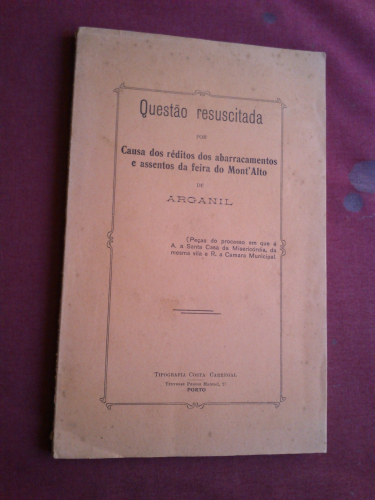 Questão resuscitada
POR
Causa dos réditos dos abarracamentos
e assentos da feira do Mont'Alto
DE
ARGANIL
(Peças do processo em que é
A. a Santa Casa da Misericórdia, da
mesma vila e R. a Camara Municipal.
TIPOGRAFIA COSTA CARREGAL
PORTO